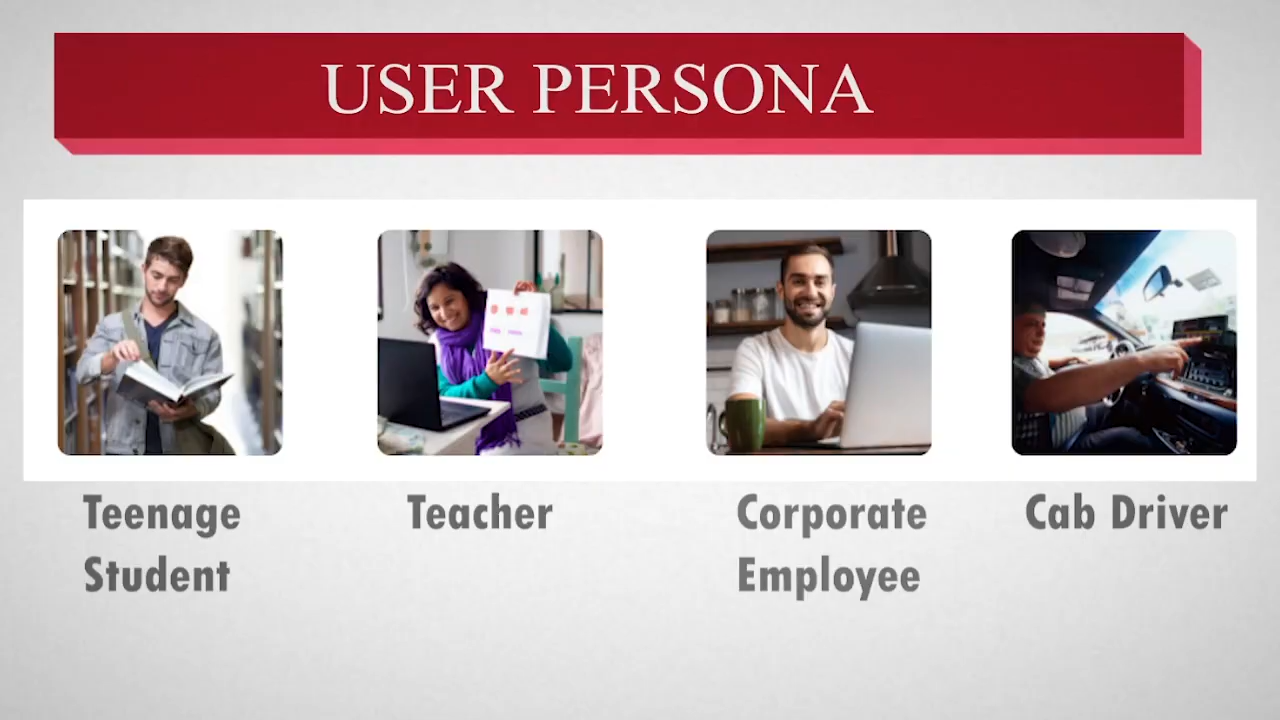 USER PERSONA
Teenage
Student
Teacher
Corporate
Employee
Cab Driver